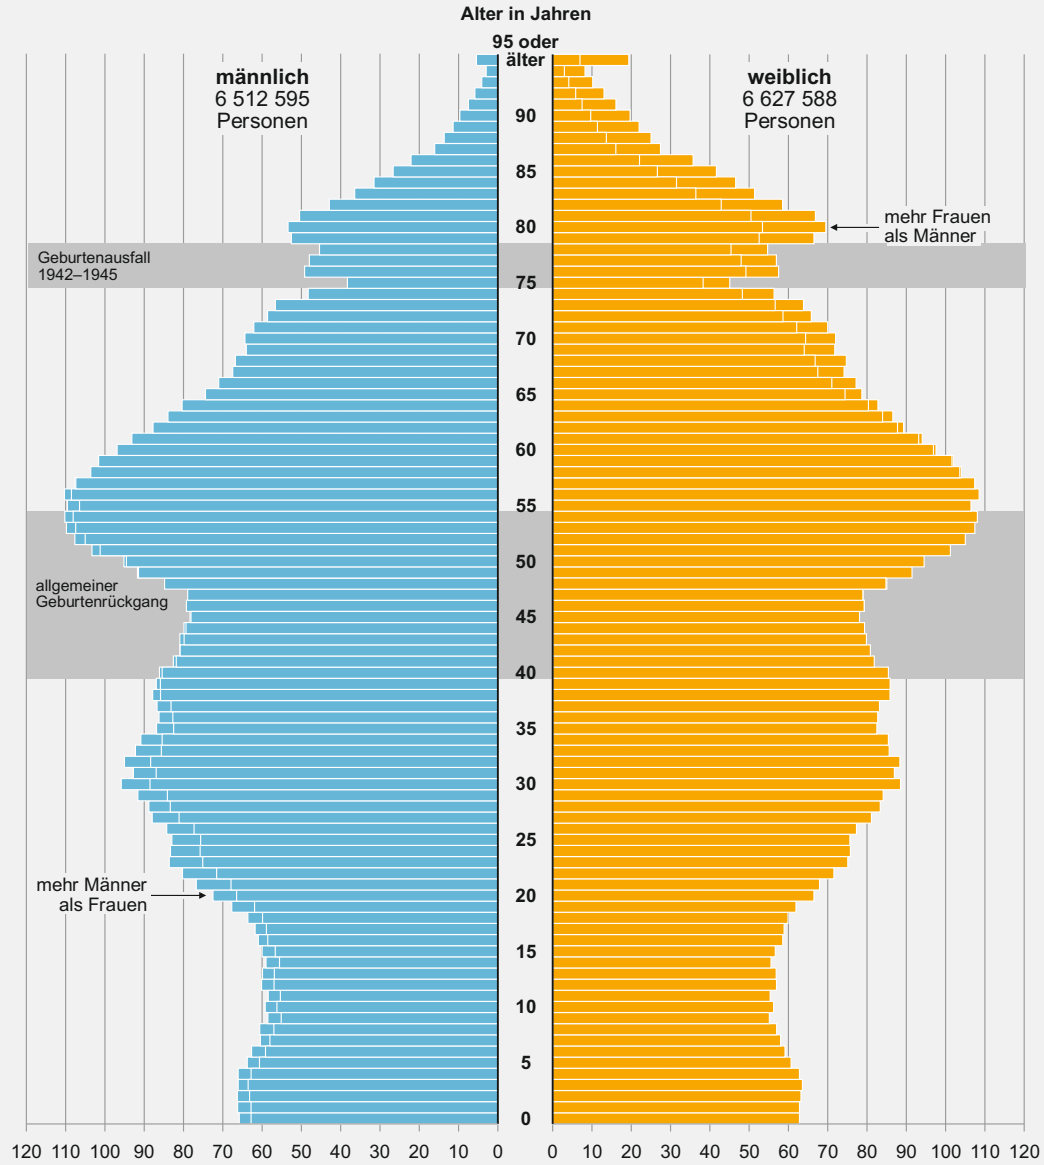 Alter in Jahren
95 oder
älter
männlich
6 512 595
Personen
weiblich
6 627 588
Personen
90
85
80
mehr Frauen
als Männer
Geburtenausfall
1942–1945
75
70
65
60
55
50
allgemeiner
Geburtenrückgang
45
40
35
30
25
mehr Männer
als Frauen
20
15
10
5
0
120 110 100 90 80 70 60 50 40 30 20 10 0
0 10 20 30 40 50 60 70 80 90 100 110 120